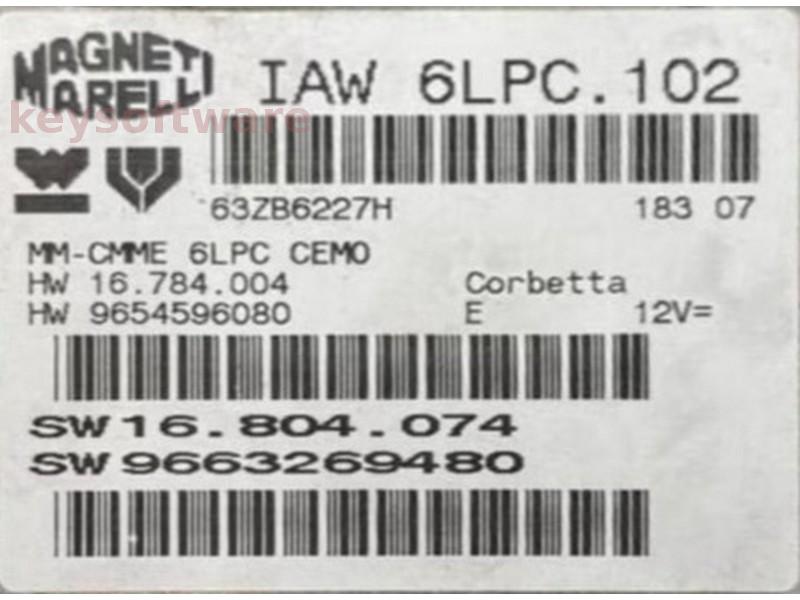 MAGNETI
MARELLI
IAW 6LPC.102
keysoftware
63ZB6227H 183 07
MM-CMME 6LPC CEMO
HW 16.784.004 Corbetta
HW 9654596080 E 12V=
SW 16.804.074
SW 9663269480